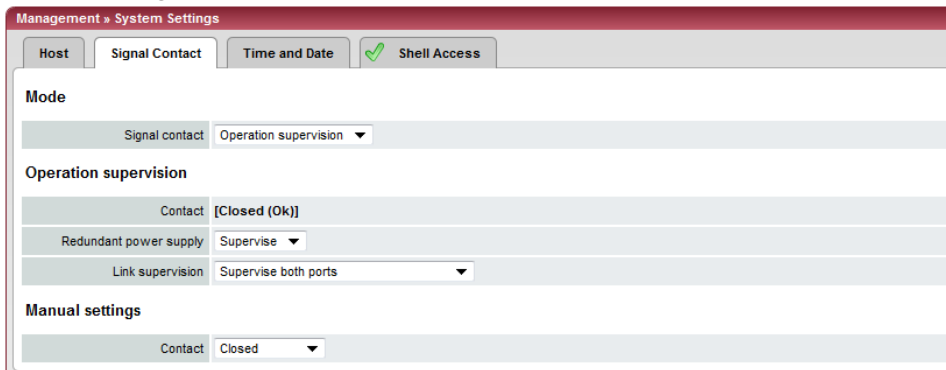 Management » System Settings
Host Signal Contact Time and Date Shell Access
Mode
Signal contact Operation supervision
Operation supervision
Contact [Closed (Ok)]
Redundant power supply Supervise
Link supervision Supervise both ports
Manual settings
Contact Closed